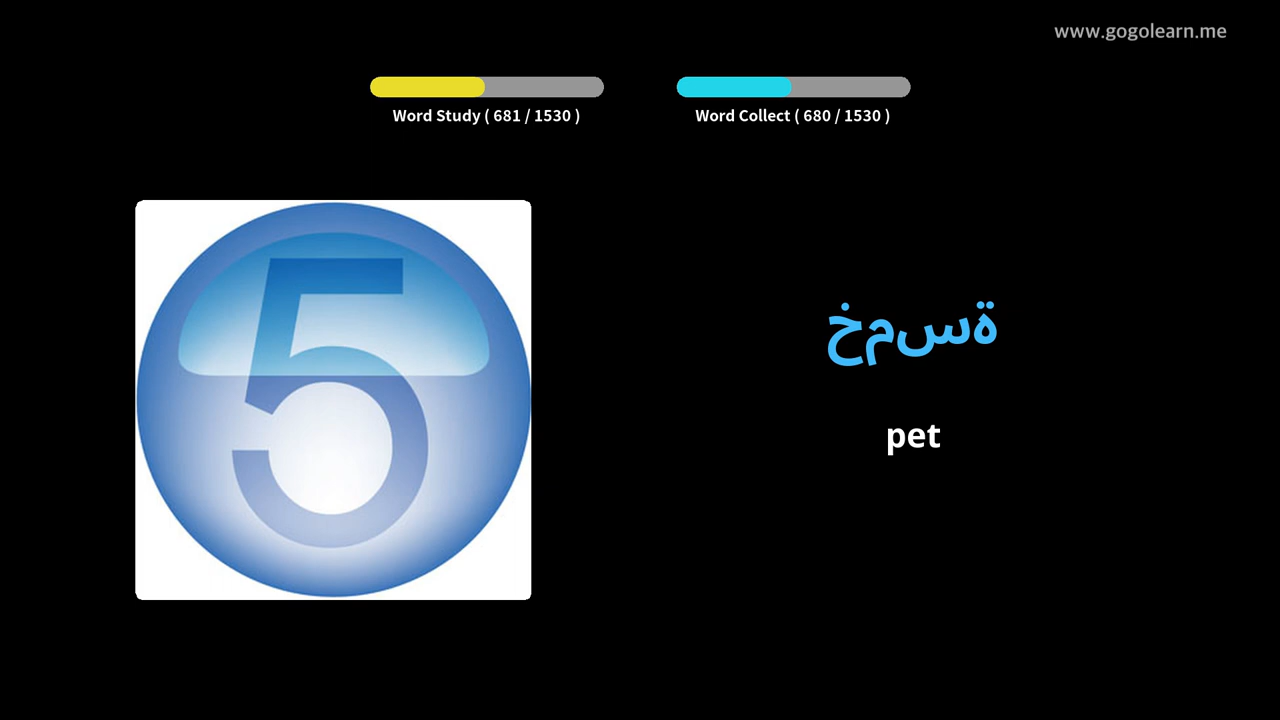 www.gogolearn.me
Word Study ( 681 / 1530 )
Word Collect ( 680 / 1530 )
5
خمسة
pet